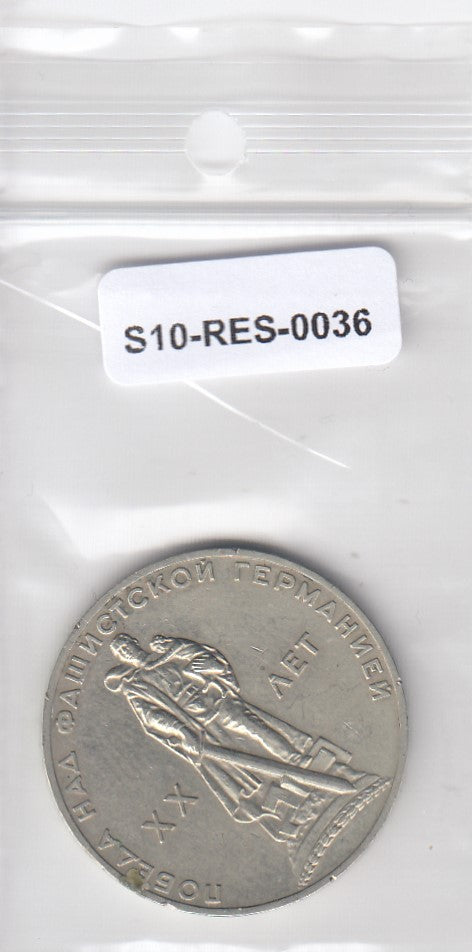 S10-RES-0036
ПОБЕДА НАД ФАШИСТСКОЙ ГЕРМАНИЕЙ
XX ЛЕТ